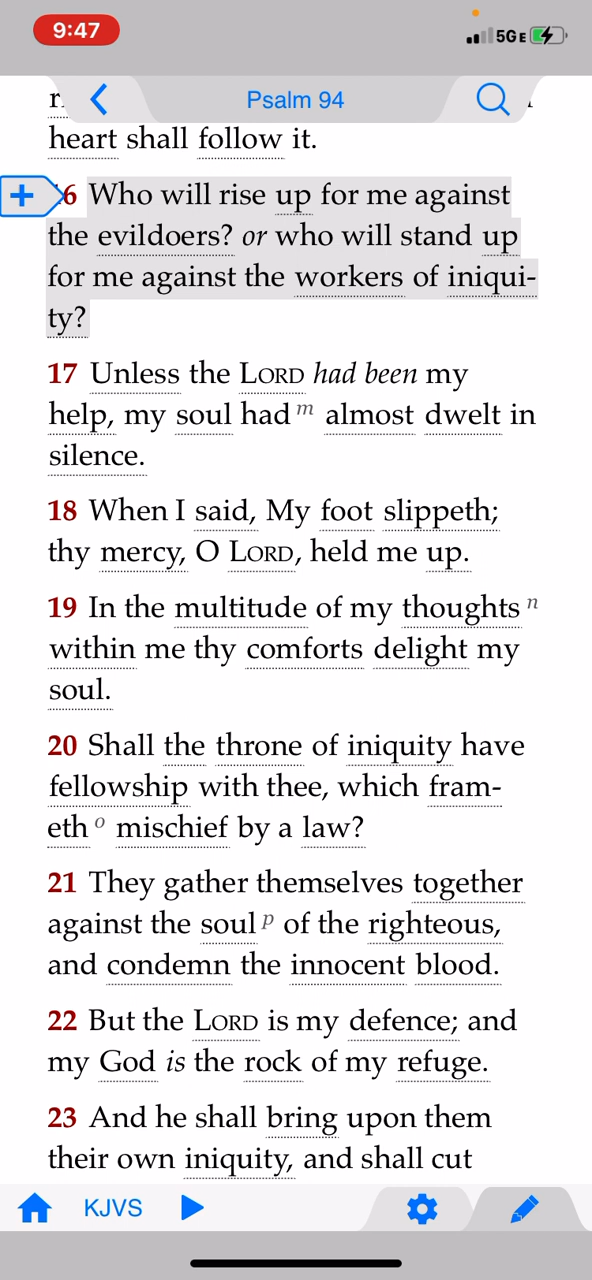 9:47
5GE
Psalm 94
heart shall follow it.
6 Who will rise up for me against
the evildoers? or who will stand up
for me against the workers of iniqui-
ty?
17 Unless the LORD had been my
help, my soul had m almost dwelt in
silence.
18 When I said, My foot slippeth;
thy mercy, O LORD, held me up.
19 In the multitude of my thoughts n
within me thy comforts delight my
soul.
20 Shall the throne of iniquity have
fellowship with thee, which fram-
eth o mischief by a law?
21 They gather themselves together
against the soul p of the righteous,
and condemn the innocent blood.
22 But the LORD is my defence; and
my God is the rock of my refuge.
23 And he shall bring upon them
their own iniquity, and shall cut
KJVS